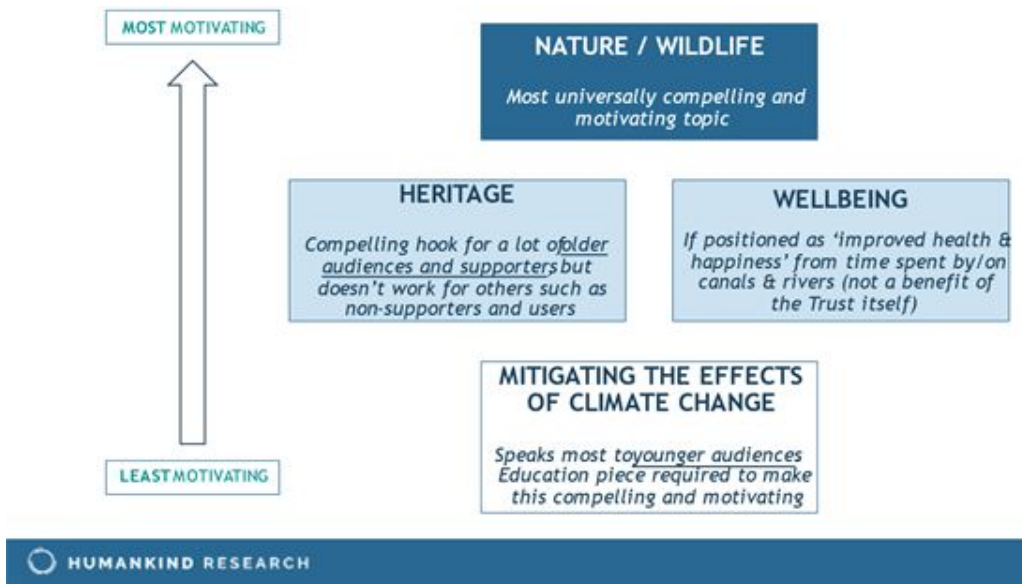 MOST MOTIVATING
NATURE / WILDLIFE
Most universally compelling and
motivating topic
HERITAGE
Compelling hook for a lot ofolder
audiences and supporters but
doesn't work for others such as
non-supporters and users
WELLBEING
If positioned as 'improved health &
happiness' from time spent by/on
canals & rivers (not a benefit of
the Trust itself)
MITIGATING THE EFFECTS
OF CLIMATE CHANGE
Speaks most toyounger audiences
Education piece required to make
this compelling and motivating
LEAST MOTIVATING
HUMANKIND RESEARCH